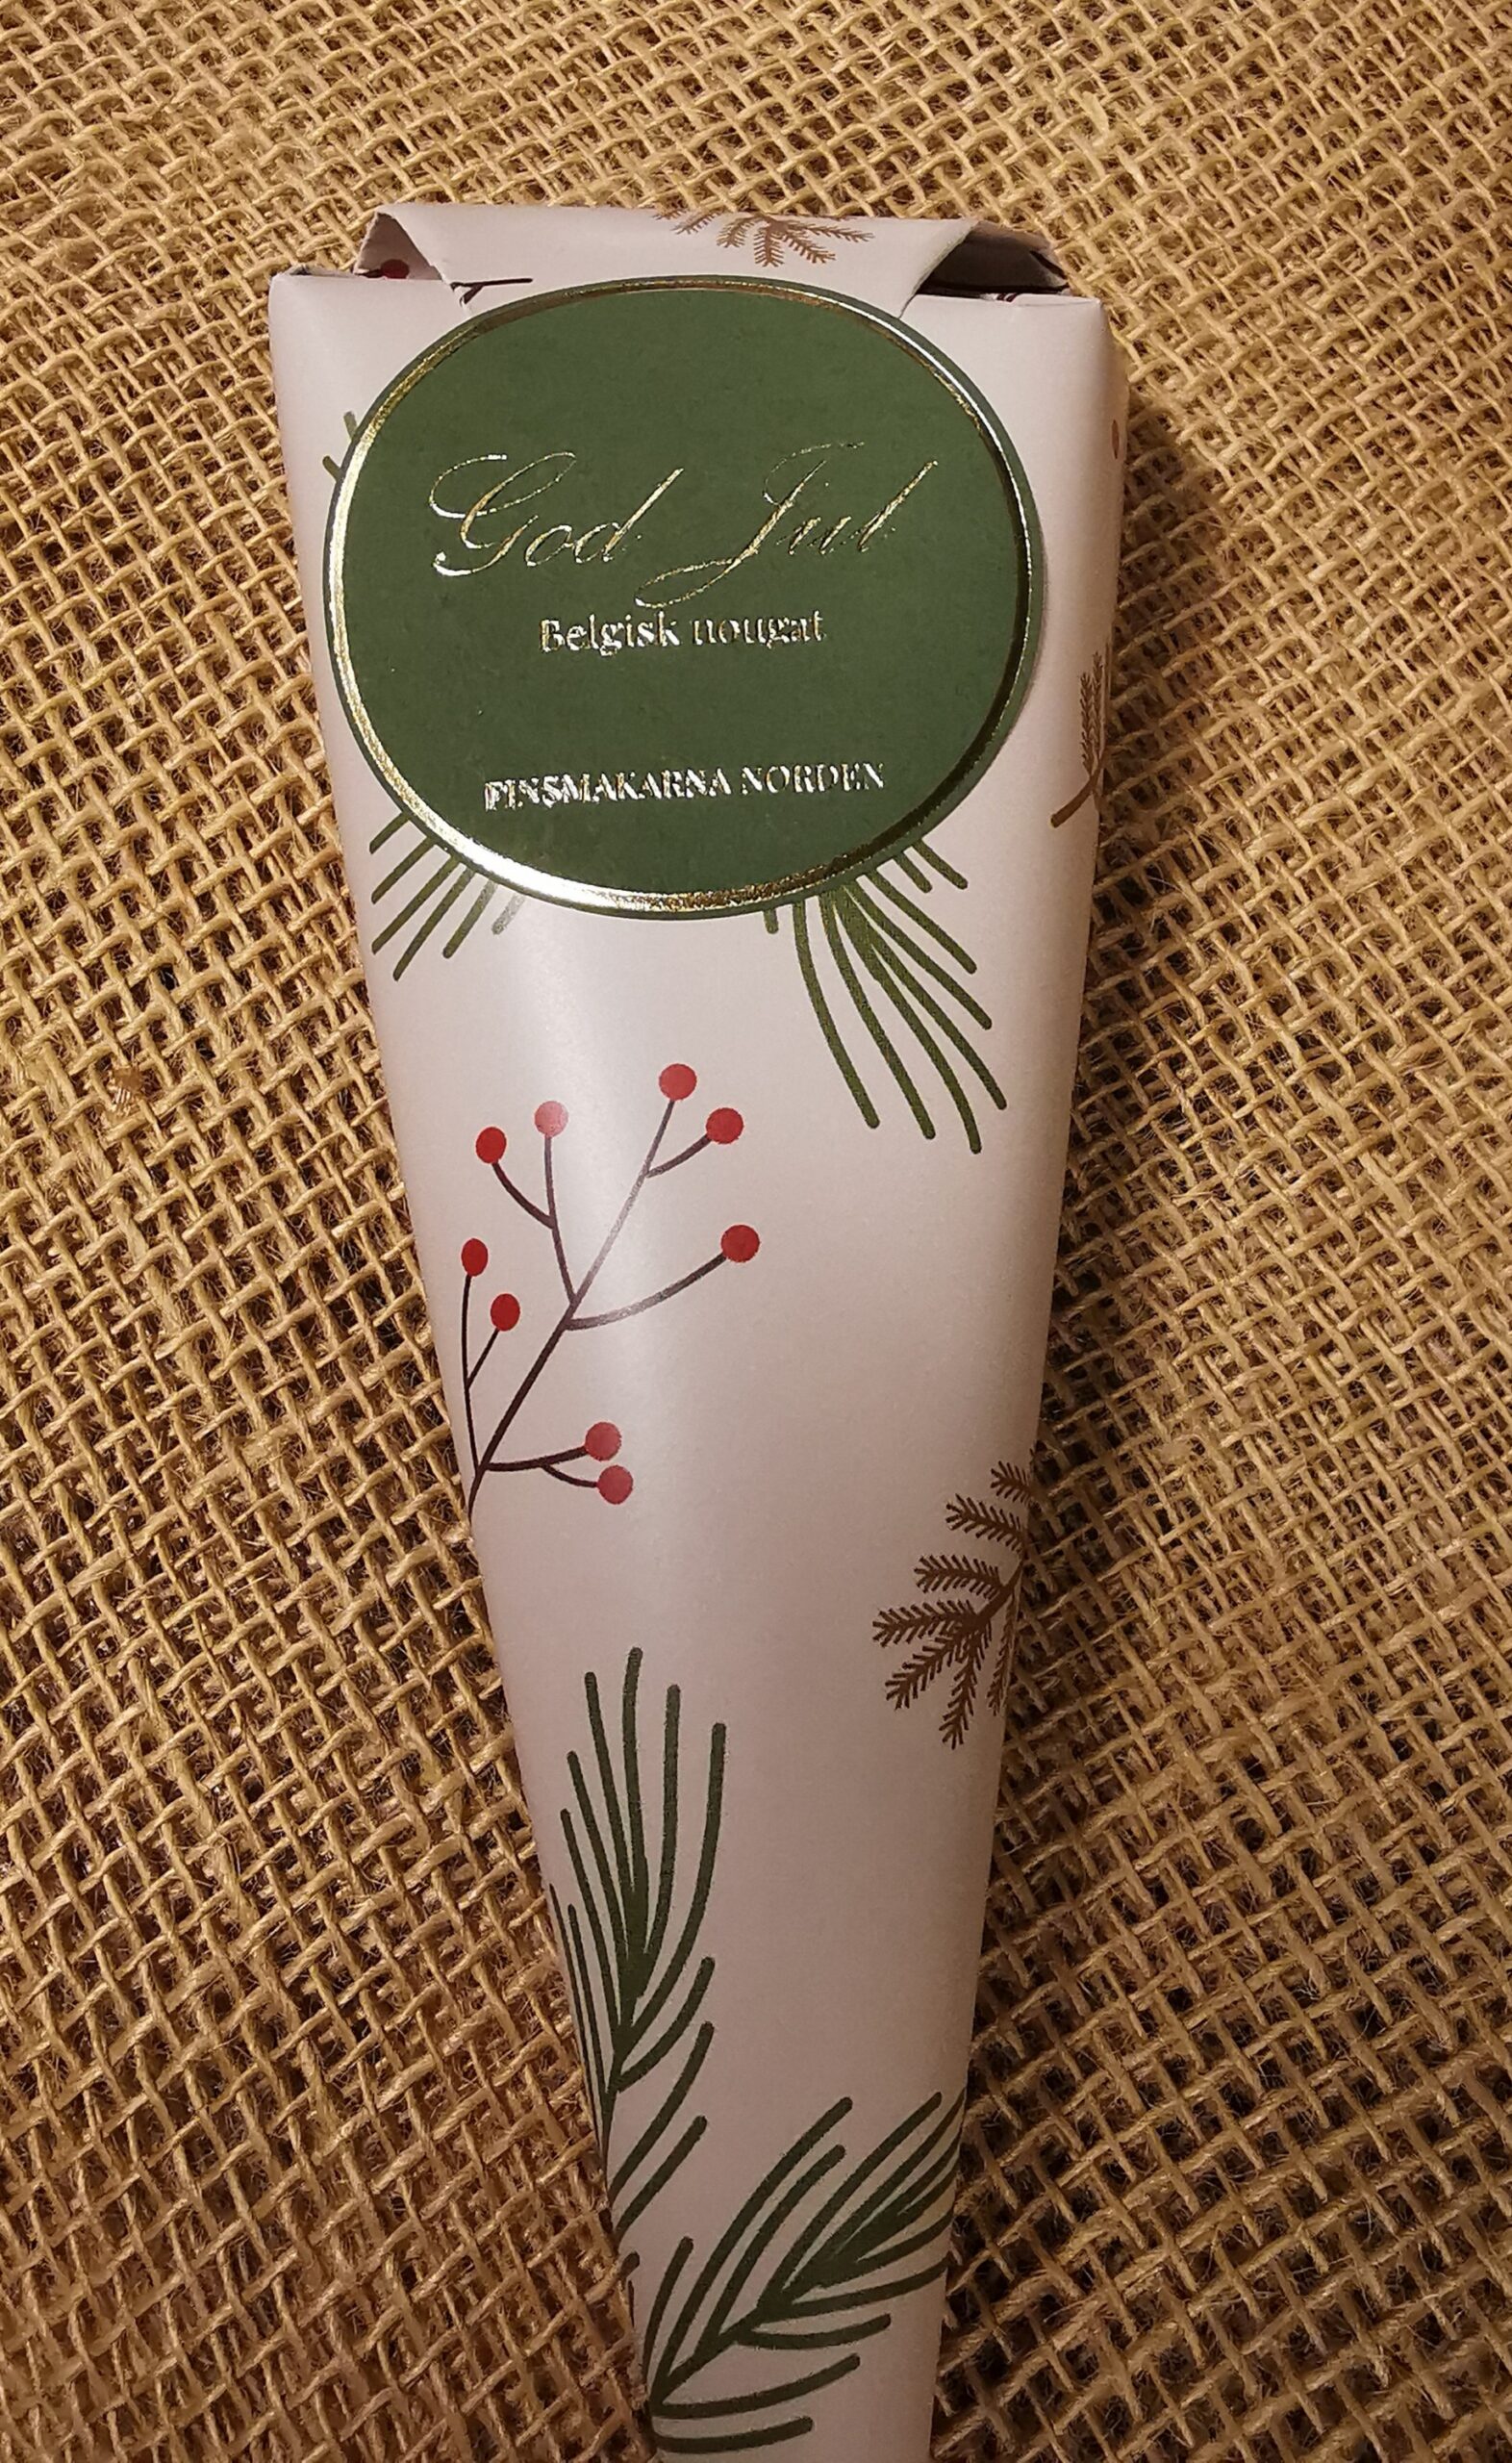 God Jul
Belgisk nougat
FINSMAKARNA NORDEN